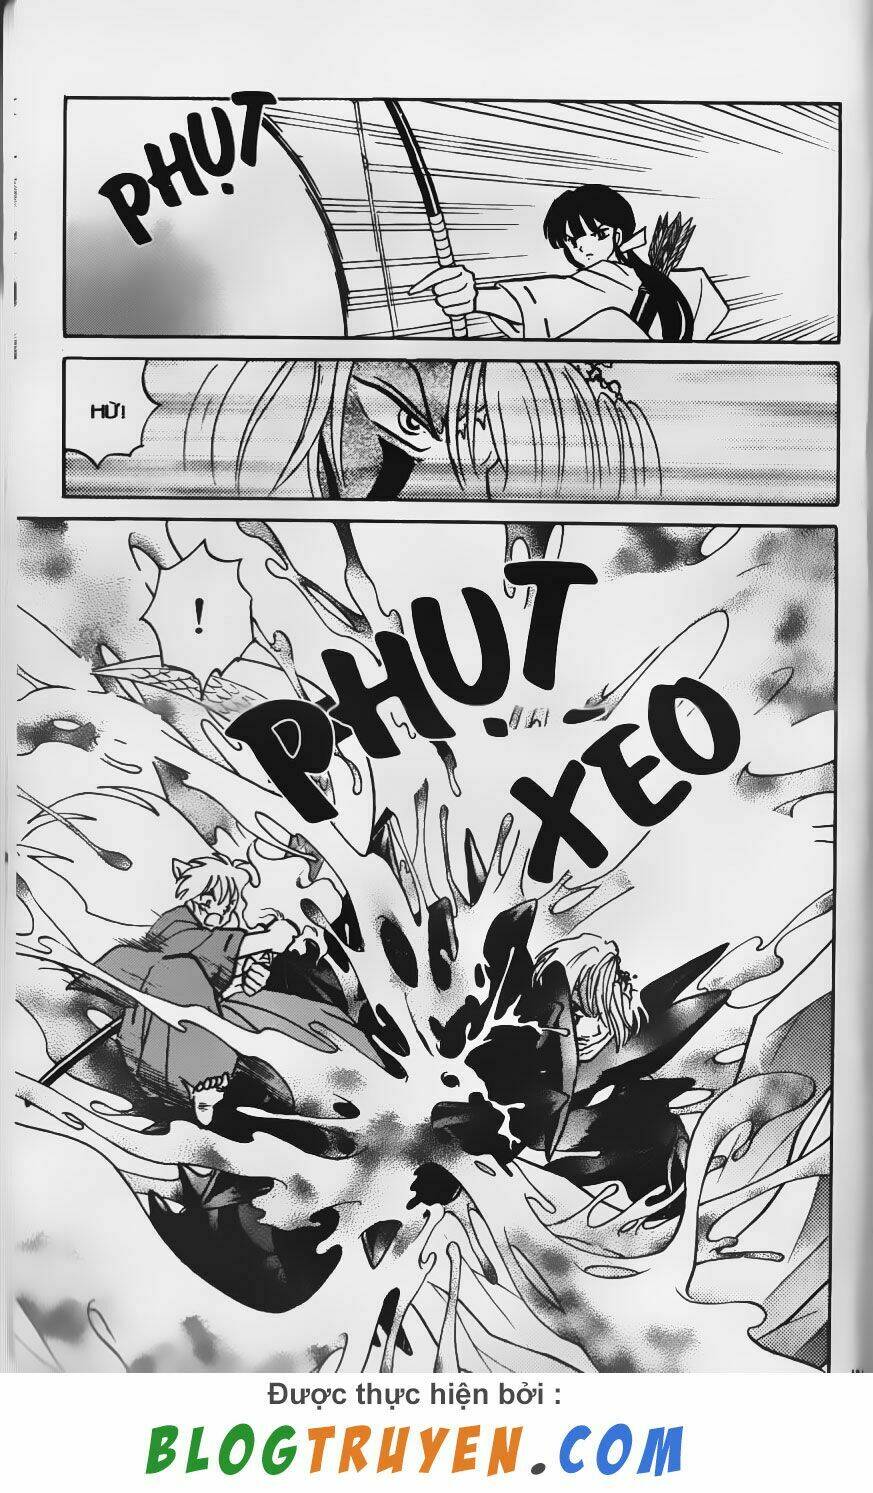 PHỤT
HỪ!
!
PHỤT
XEO
Được thực hiện bởi :
BLOGTRUYEN.COM